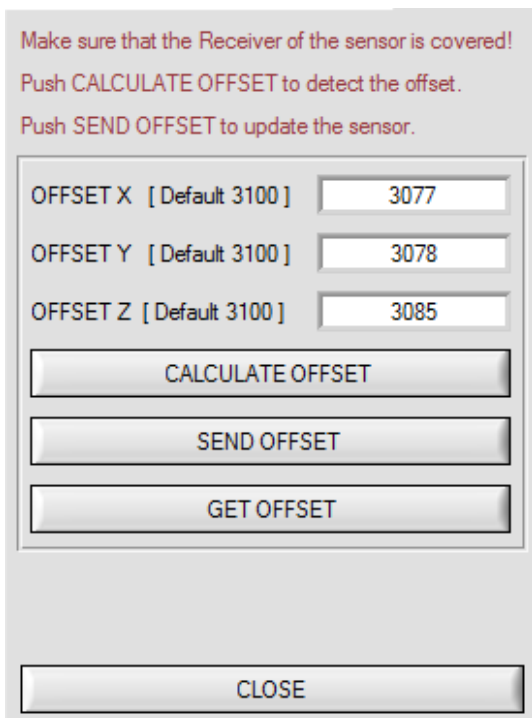 Make sure that the Receiver of the sensor is covered!
Push CALCULATE OFFSET to detect the offset.
Push SEND OFFSET to update the sensor.
OFFSET X [ Default 3100 ] 3077
OFFSET Y [ Default 3100 ] 3078
OFFSET Z [ Default 3100 ] 3085
CALCULATE OFFSET
SEND OFFSET
GET OFFSET
CLOSE